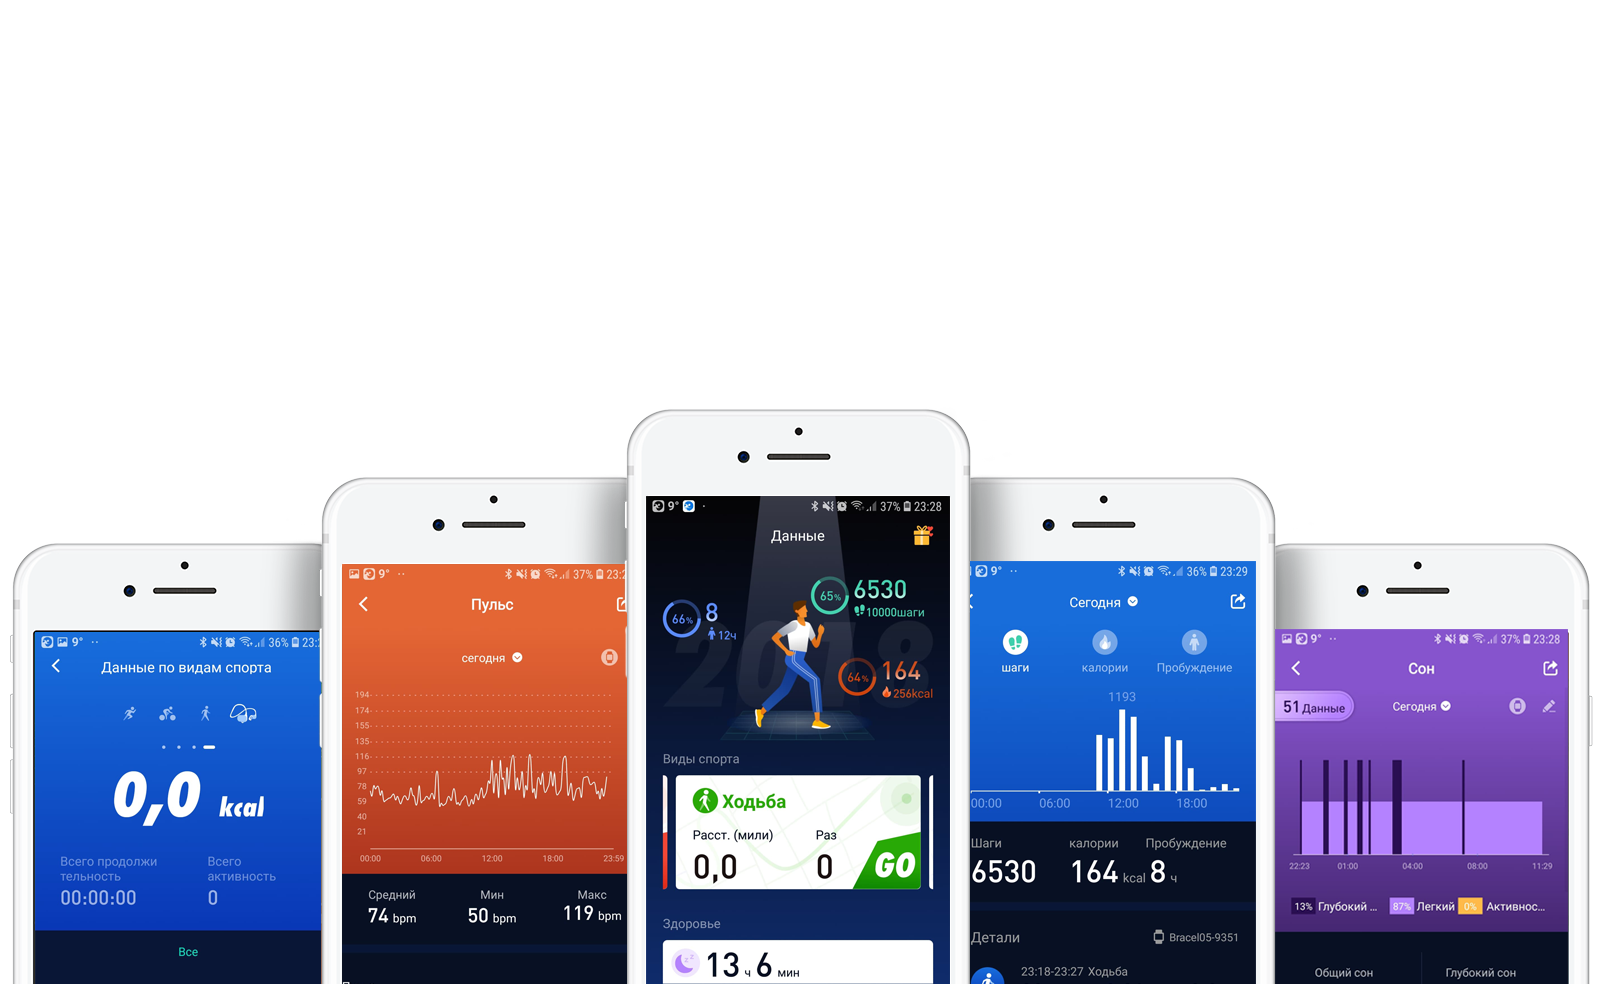 9° 36% 23:2
Данные по видам спорта
0,0 kcal
Всего продолжи
тельность
00:00:00
Всего
активность
0
Все
9° 37% 23:2
Пульс
сегодня
194
174
155
135
116
97
78
59
40
21
00:00 06:00 12:00 18:00 23:59
Средний Мин Макс
74 bpm 50 bpm 119 bpm
9° 37% 23:28
Данные
2018
65% 6530
10000шаги
66% 8
12ч
64% 164
256kcal
Виды спорта
Ходьба
Расст. (мили) Раз
0,0 0 GO
Здоровье
13 ч 6 мин
9° 36% 23:29
Сегодня
шаги калории Пробуждение
1193
00:00 06:00 12:00 18:00
Шаги калории Пробуждение
6530 164 kcal 8 ч
Детали Bracel05-9351
23:18-23:27 Ходьба
9° 37% 23:28
Сон
51 Данные Сегодня
22:23 01:00 04:00 08:00 11:29
13% Глубокий ... 87% Легкий 0% Активнос...
Общий сон Глубокий сон